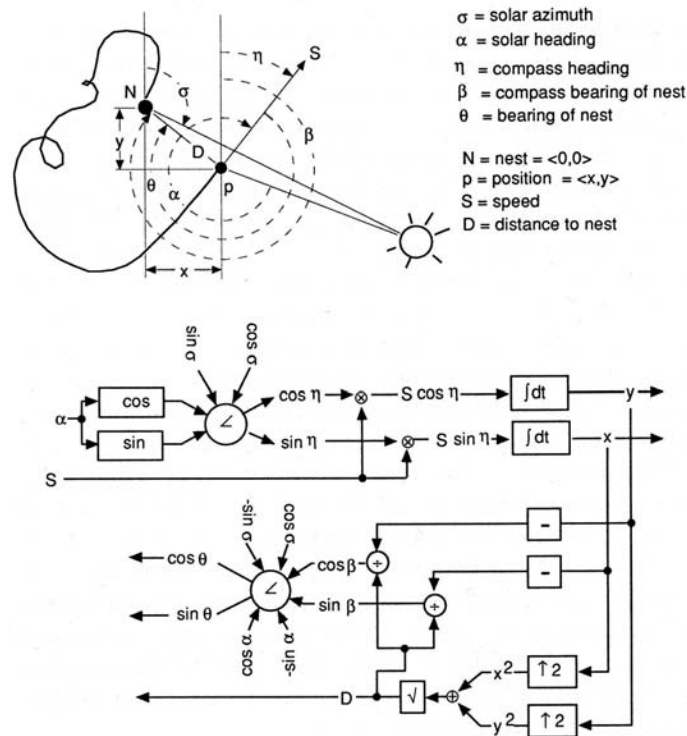 σ = solar azimuth
α = solar heading
η = compass heading
β = compass bearing of nest
θ = bearing of nest
N = nest = <0,0>
p = position = <x,y>
S = speed
D = distance to nest
η
S
N
σ
β
y
D
θ
α
p
x
sin σ
cos σ
α
cos
sin
∠
cos η
⊗
S cos η
∫dt
y
sin η
⊗
S sin η
∫dt
x
S
-sin σ
cos σ
cos θ
∠
cos β
÷
-
sin θ
sin β
÷
-
cos α
-sin α
D
√
⊕
x²
↑2
y²
↑2